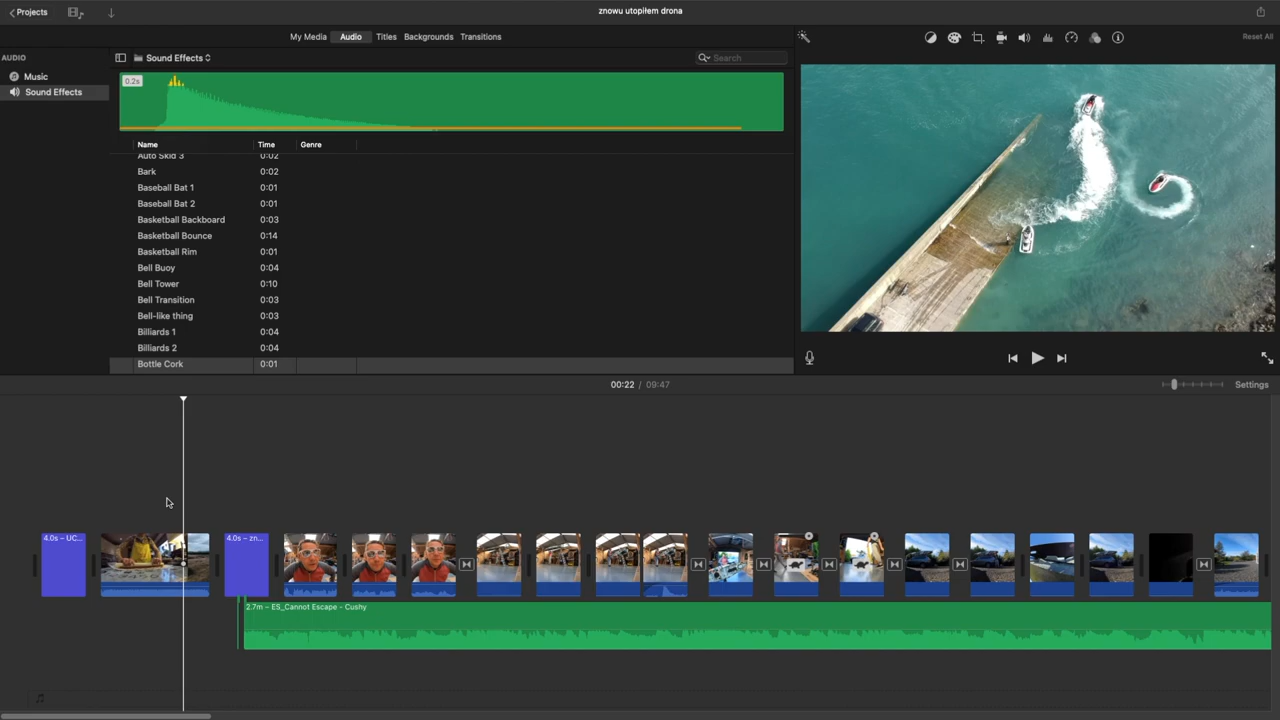 Projects
znowu utopiłem drona
My Media Audio Titles Backgrounds Transitions
Reset All
AUDIO
Music
Sound Effects
Sound Effects
Search
0.2s
Name Time Genre
Auto Skid 3 0:02
Bark 0:02
Baseball Bat 1 0:01
Baseball Bat 2 0:01
Basketball Backboard 0:03
Basketball Bounce 0:14
Basketball Rim 0:01
Bell Buoy 0:04
Bell Tower 0:10
Bell Transition 0:03
Bell-like thing 0:03
Billiards 1 0:04
Billiards 2 0:04
Bottle Cork 0:01
00:22 / 09:47
Settings
4.0s – UC...
4.0s – zn...
2.7m – ES_Cannot Escape - Cushy